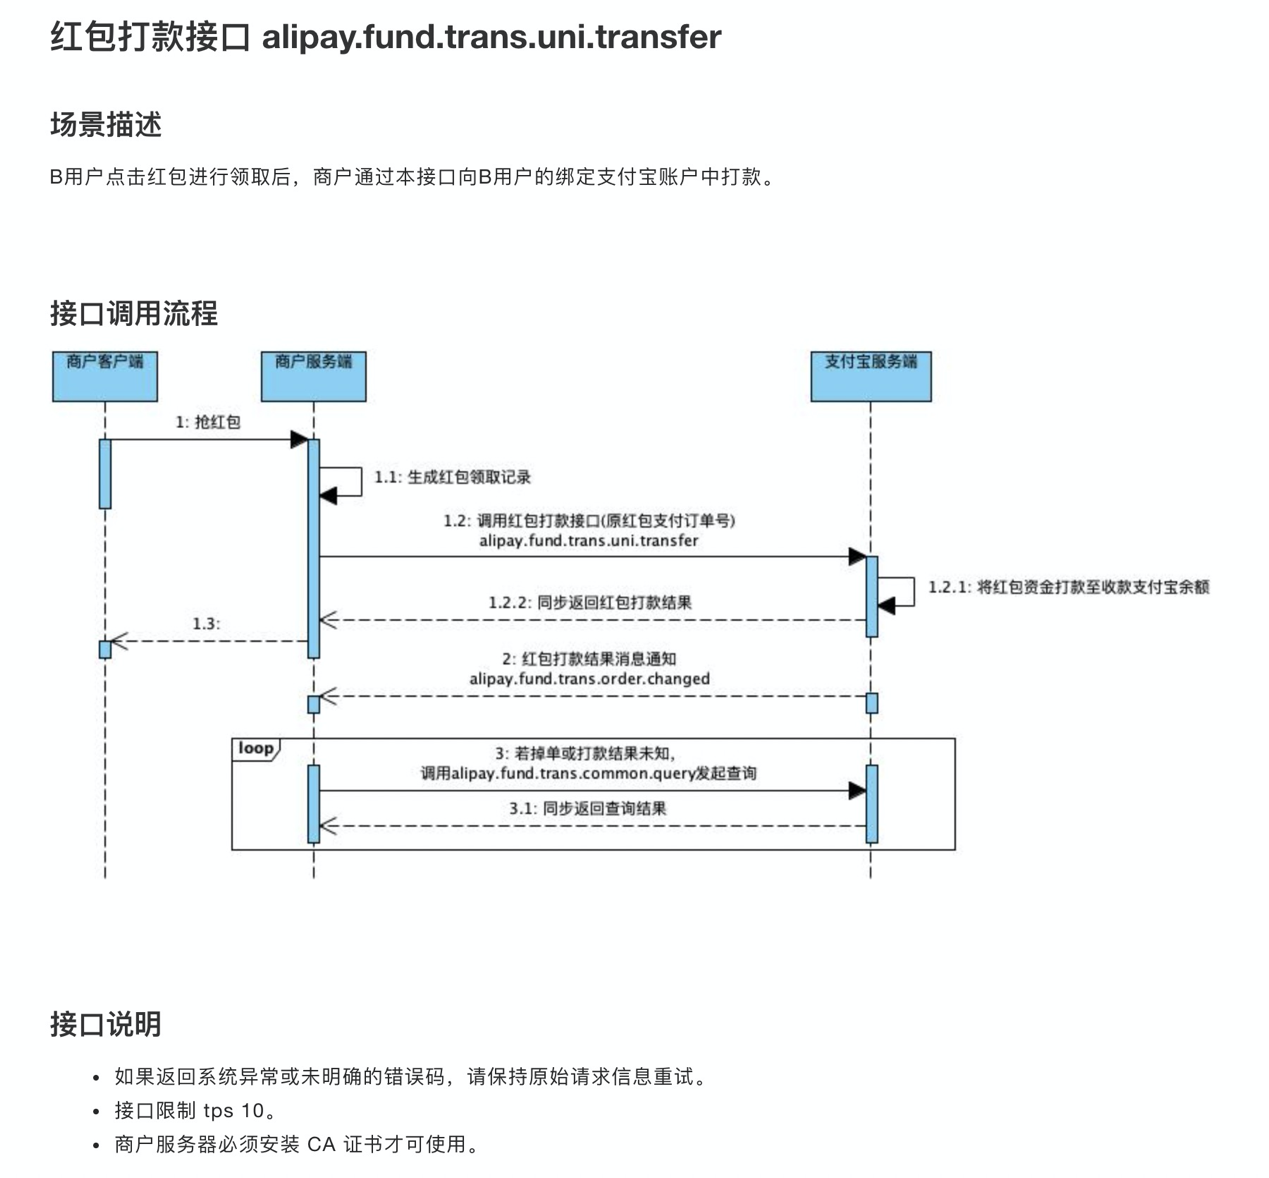 红包打款接口 alipay.fund.trans.uni.transfer
场景描述
B用户点击红包进行领取后，商户通过本接口向B用户的绑定支付宝账户中打款。
接口调用流程
商户客户端
商户服务端
支付宝服务端
1: 抢红包
1.1: 生成红包领取记录
1.2: 调用红包打款接口(原红包支付订单号)
alipay.fund.trans.uni.transfer
1.2.1: 将红包资金打款至收款支付宝余额
1.2.2: 同步返回红包打款结果
1.3:
2: 红包打款结果消息通知
alipay.fund.trans.order.changed
loop
3: 若掉单或打款结果未知,
调用alipay.fund.trans.common.query发起查询
3.1: 同步返回查询结果
接口说明
• 如果返回系统异常或未明确的错误码，请保持原始请求信息重试。
• 接口限制 tps 10。
• 商户服务器必须安装 CA 证书才可使用。